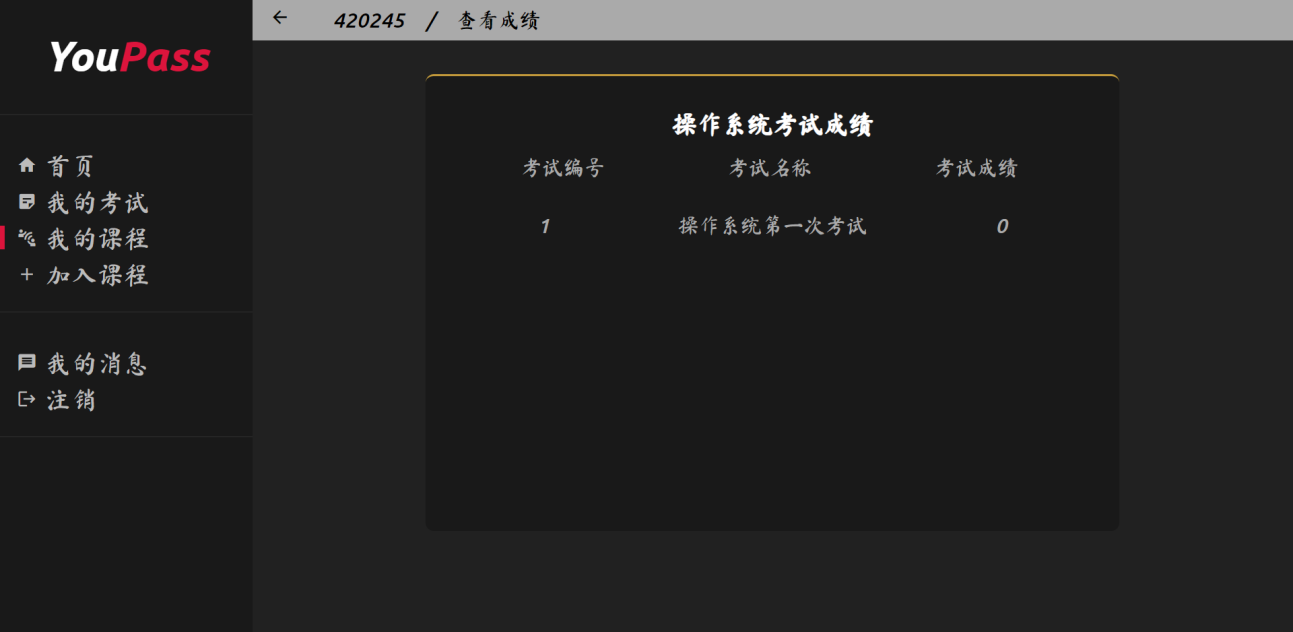 YouPass
首页
我的考试
我的课程
加入课程
我的消息
注销
420245 / 查看成绩
操作系统考试成绩
考试编号 考试名称 考试成绩
1 操作系统第一次考试 0